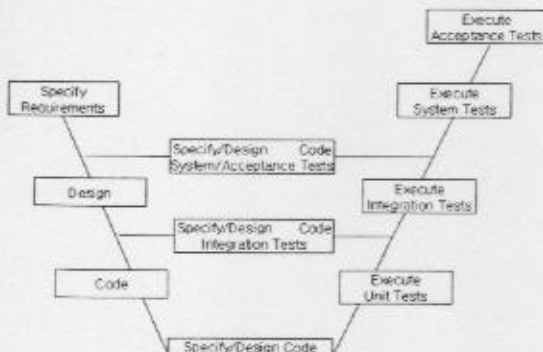 Execute
Acceptance Tests
Specify
Requirements
Execute
System Tests
Specify/Design Code
System/Acceptance Tests
Design
Execute
Integration Tests
Specify/Design Code
Integration Tests
Code
Execute
Unit Tests
Specify/Design Code